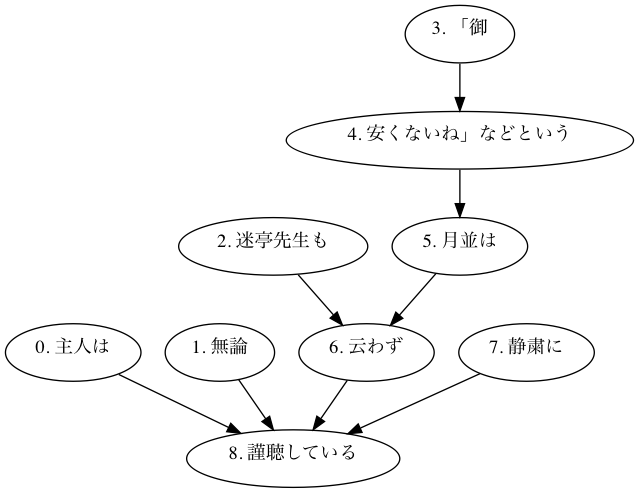 3. 「御
4. 安くないね」などという
2. 迷亭先生も
5. 月並は
0. 主人は
1. 無論
6. 云わず
7. 静粛に
8. 謹聴している